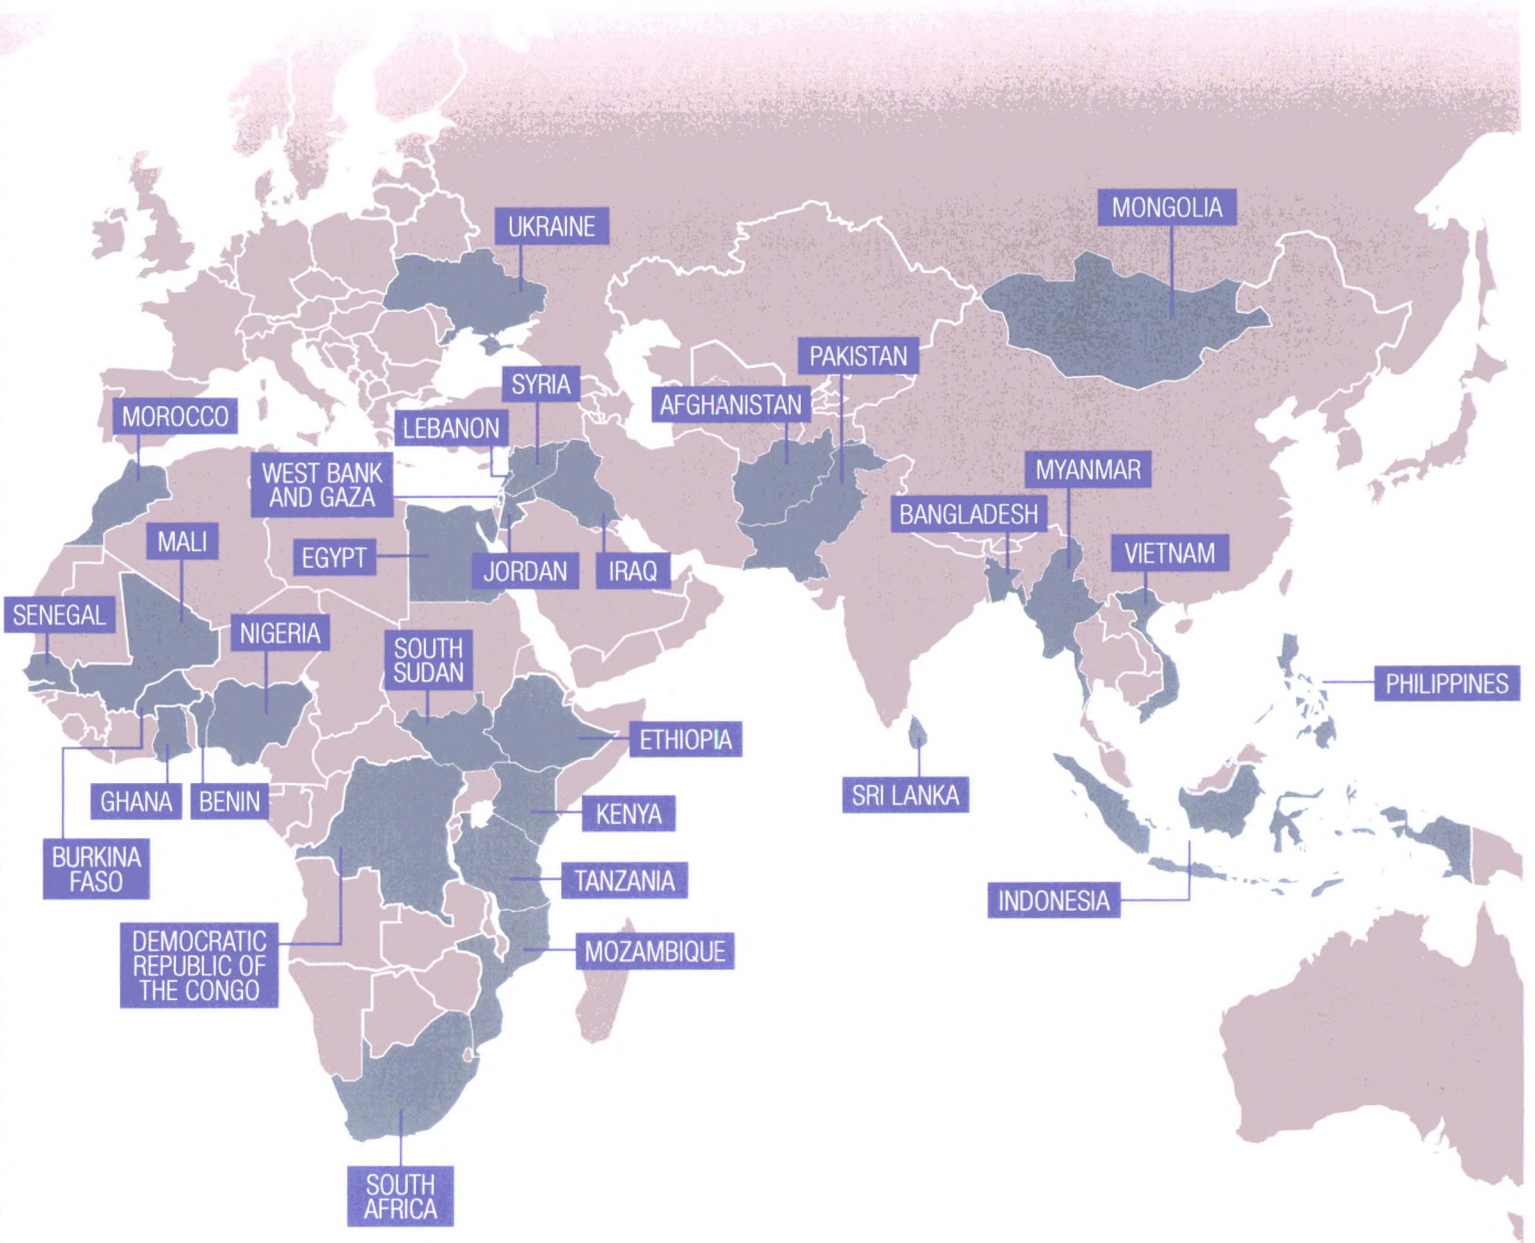 UKRAINE
MONGOLIA
PAKISTAN
SYRIA
AFGHANISTAN
MOROCCO
LEBANON
WEST BANK
AND GAZA
MYANMAR
BANGLADESH
MALI
EGYPT
JORDAN
IRAQ
VIETNAM
SENEGAL
NIGERIA
SOUTH
SUDAN
PHILIPPINES
ETHIOPIA
GHANA
BENIN
KENYA
SRI LANKA
BURKINA
FASO
TANZANIA
INDONESIA
DEMOCRATIC
REPUBLIC OF
THE CONGO
MOZAMBIQUE
SOUTH
AFRICA